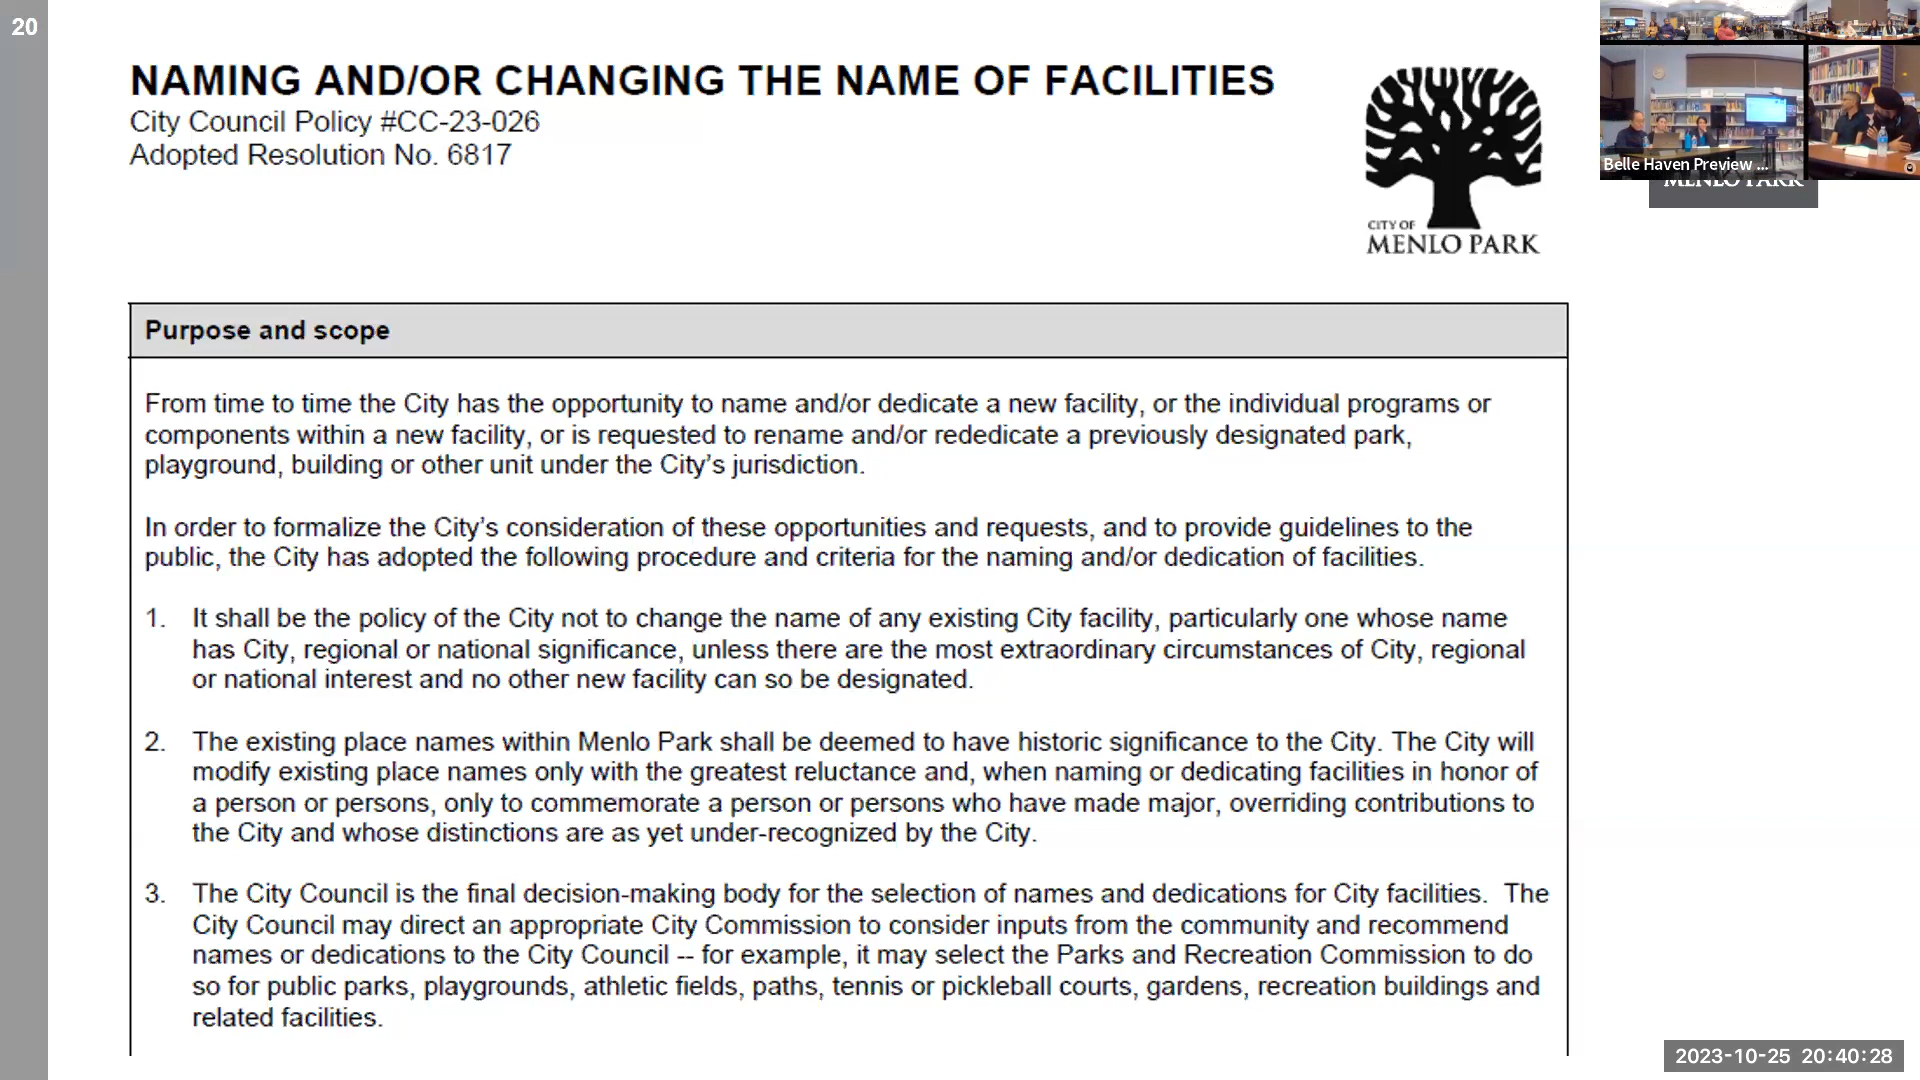 20
NAMING AND/OR CHANGING THE NAME OF FACILITIES
City Council Policy #CC-23-026
Adopted Resolution No. 6817
CITY OF
MENLO PARK
Belle Haven Preview ...
MENLO PARK
Purpose and scope
From time to time the City has the opportunity to name and/or dedicate a new facility, or the individual programs or
components within a new facility, or is requested to rename and/or rededicate a previously designated park,
playground, building or other unit under the City's jurisdiction.
In order to formalize the City's consideration of these opportunities and requests, and to provide guidelines to the
public, the City has adopted the following procedure and criteria for the naming and/or dedication of facilities.
1. It shall be the policy of the City not to change the name of any existing City facility, particularly one whose name
has City, regional or national significance, unless there are the most extraordinary circumstances of City, regional
or national interest and no other new facility can so be designated.
2. The existing place names within Menlo Park shall be deemed to have historic significance to the City. The City will
modify existing place names only with the greatest reluctance and, when naming or dedicating facilities in honor of
a person or persons, only to commemorate a person or persons who have made major, overriding contributions to
the City and whose distinctions are as yet under-recognized by the City.
3. The City Council is the final decision-making body for the selection of names and dedications for City facilities. The
City Council may direct an appropriate City Commission to consider inputs from the community and recommend
names or dedications to the City Council -- for example, it may select the Parks and Recreation Commission to do
so for public parks, playgrounds, athletic fields, paths, tennis or pickleball courts, gardens, recreation buildings and
related facilities.
2023-10-25 20:40:28